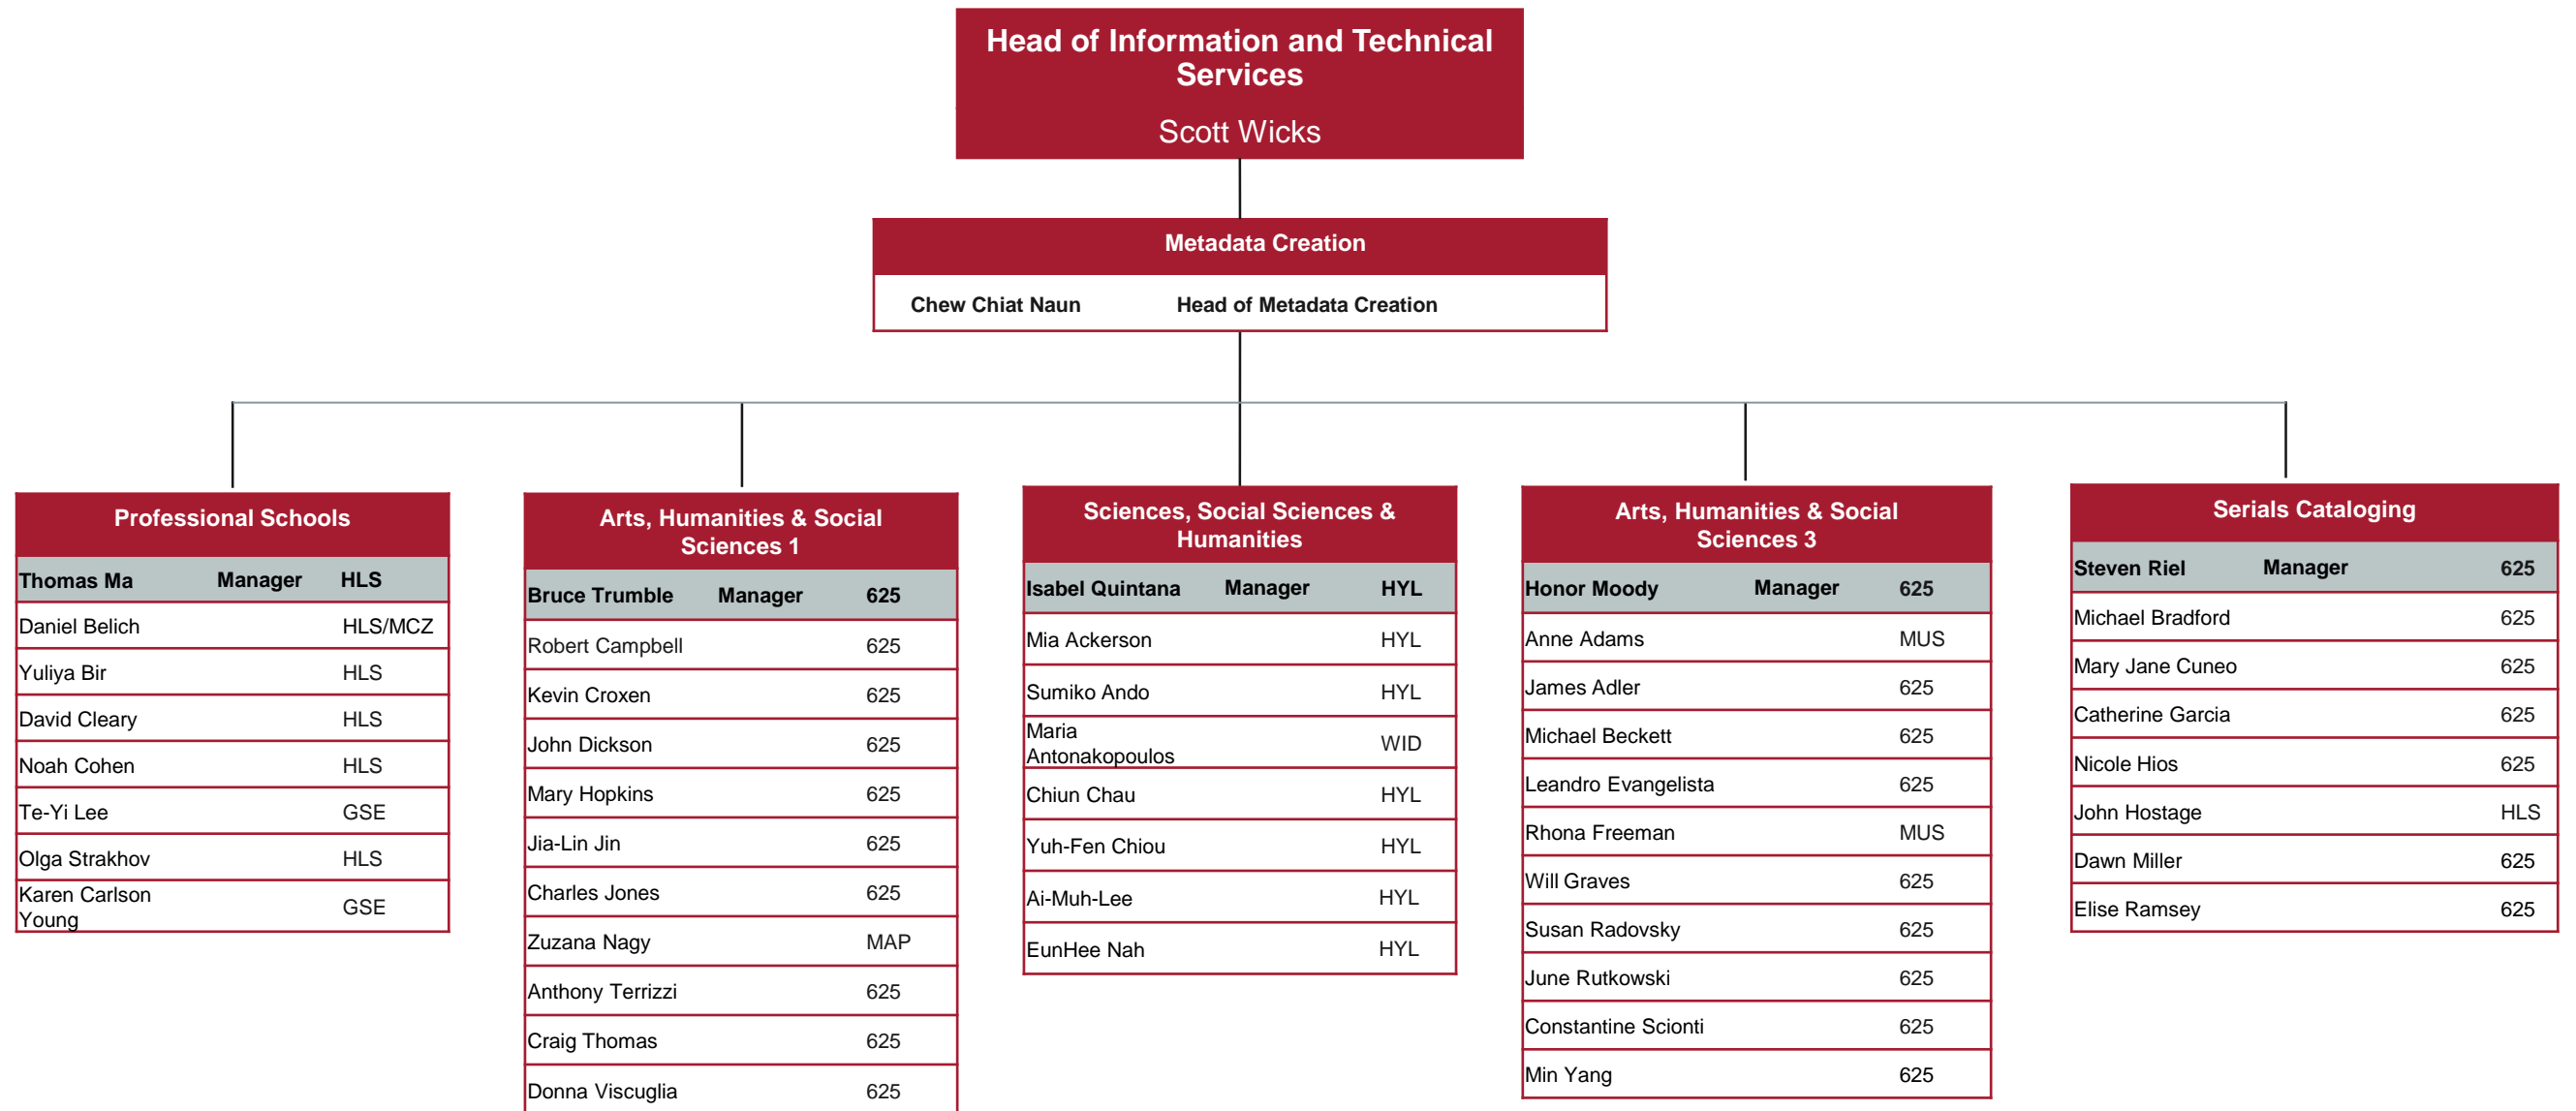 Head of Information and Technical
Services
Scott Wicks
Metadata Creation
Chew Chiat Naun Head of Metadata Creation
Professional Schools
Thomas Ma Manager HLS
Daniel Belich HLS/MCZ
Yuliya Bir HLS
David Cleary HLS
Noah Cohen HLS
Te-Yi Lee GSE
Olga Strakhov HLS
Karen Carlson
Young GSE
Arts, Humanities & Social
Sciences 1
Bruce Trumble Manager 625
Robert Campbell 625
Kevin Croxen 625
John Dickson 625
Mary Hopkins 625
Jia-Lin Jin 625
Charles Jones 625
Zuzana Nagy MAP
Anthony Terrizzi 625
Craig Thomas 625
Donna Viscuglia 625
Sciences, Social Sciences &
Humanities
Isabel Quintana Manager HYL
Mia Ackerson HYL
Sumiko Ando HYL
Maria
Antonakopoulos WID
Chiun Chau HYL
Yuh-Fen Chiou HYL
Ai-Muh-Lee HYL
EunHee Nah HYL
Arts, Humanities & Social
Sciences 3
Honor Moody Manager 625
Anne Adams MUS
James Adler 625
Michael Beckett 625
Leandro Evangelista 625
Rhona Freeman MUS
Will Graves 625
Susan Radovsky 625
June Rutkowski 625
Constantine Scionti 625
Min Yang 625
Serials Cataloging
Steven Riel Manager 625
Michael Bradford 625
Mary Jane Cuneo 625
Catherine Garcia 625
Nicole Hios 625
John Hostage HLS
Dawn Miller 625
Elise Ramsey 625